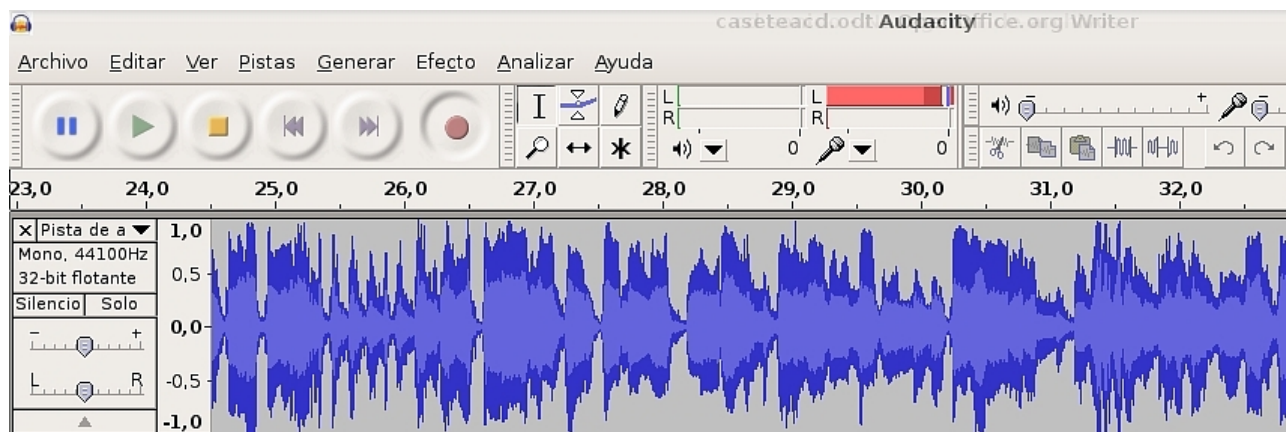 caseteacd.odt - OpenOffice.org Writer
Audacity
Archivo Editar Ver Pistas Generar Efecto Analizar Ayuda
L L
R R
- +
0 0
23,0 24,0 25,0 26,0 27,0 28,0 29,0 30,0 31,0 32,0
X Pista de a
Mono, 44100Hz
32-bit flotante
Silencio Solo
- +
L R
1,0
0,5
0,0
-0,5
-1,0